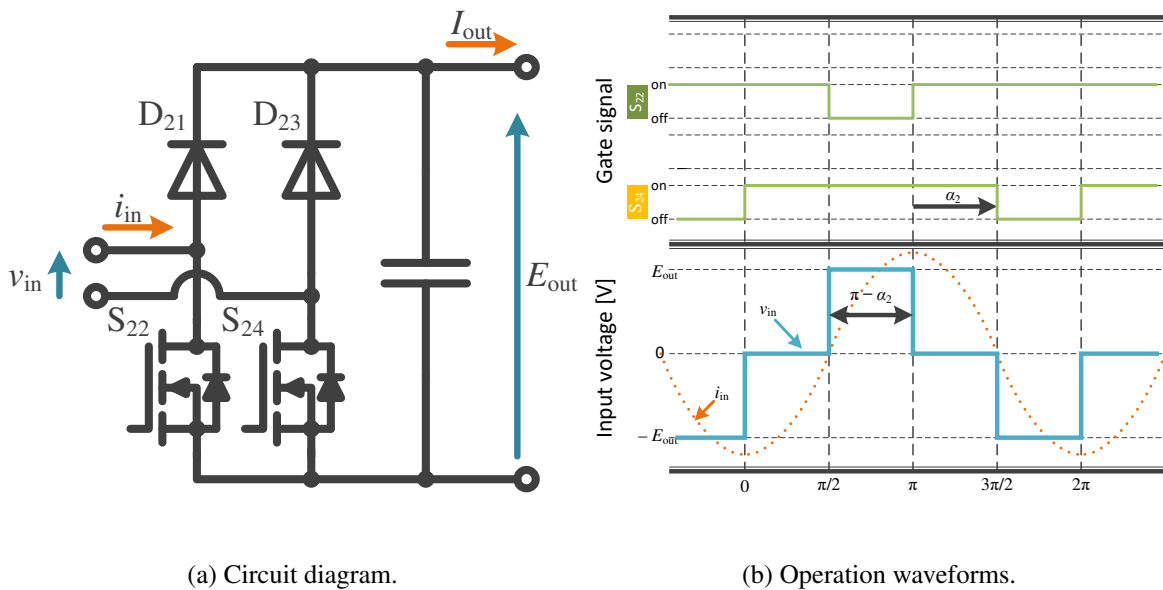 I_out
D_21
D_23
i_in
v_in
E_out
S_22
S_24
(a) Circuit diagram.
Gate signal
S_22
on
off
S_24
on
off
α_2
Input voltage [V]
E_out
π − α_2
v_in
0
i_in
− E_out
0
π/2
π
3π/2
2π
(b) Operation waveforms.